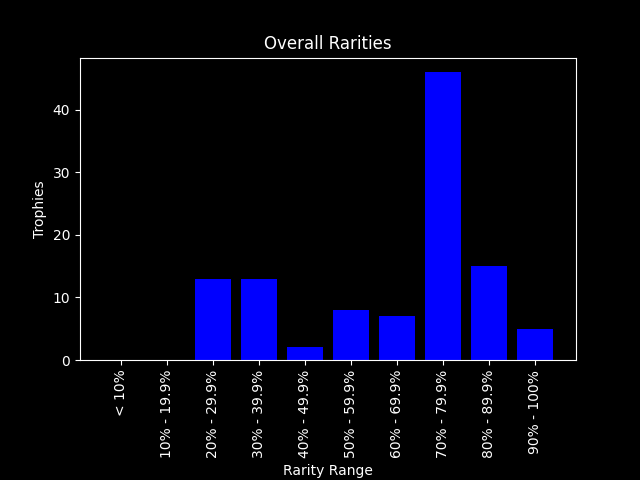 Overall Rarities
Trophies
40
30
20
10
0
< 10%
10% - 19.9%
20% - 29.9%
30% - 39.9%
40% - 49.9%
50% - 59.9%
60% - 69.9%
70% - 79.9%
80% - 89.9%
90% - 100%
Rarity Range